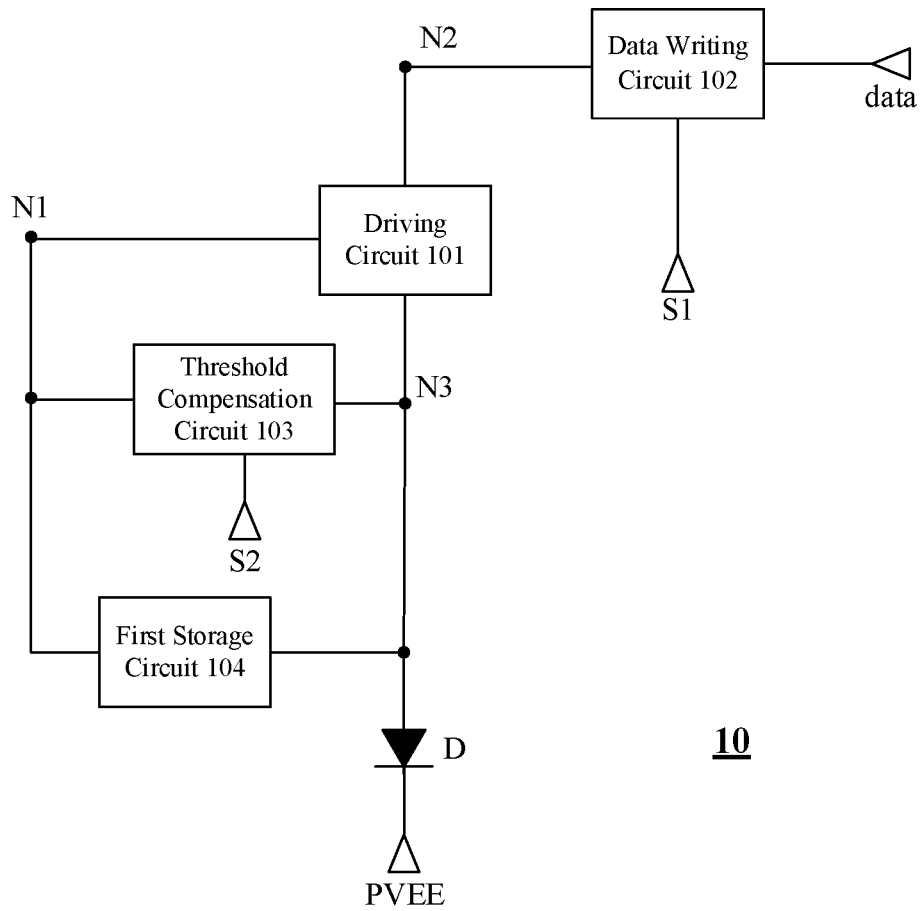 N2
Data Writing
Circuit 102
data
N1
Driving
Circuit 101
S1
Threshold
Compensation
Circuit 103
N3
S2
First Storage
Circuit 104
D
10
PVEE